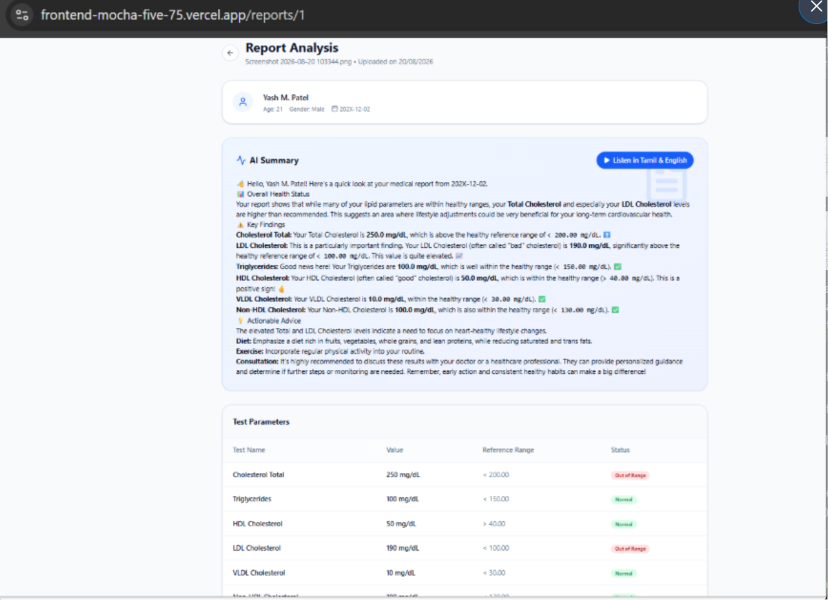 frontend-mocha-five-75.vercel.app/reports/1
Report Analysis
Screenshot 2026-08-20 103344.png • Uploaded on 20/08/2026
Yash M. Patel
Age: 21 Gender: Male 202X-12-02
AI Summary
Listen in Tamil & English
👋 Hello, Yash M. Patel! Here's a quick look at your medical report from 202X-12-02.
📊 Overall Health Status
Your report shows that while many of your lipid parameters are within healthy ranges, your Total Cholesterol and especially your LDL Cholesterol levels
are higher than recommended. This suggests an area where lifestyle adjustments could be very beneficial for your long-term cardiovascular health.
⚠️ Key Findings
Cholesterol Total: Your Total Cholesterol is 250.0 mg/dL, which is above the healthy reference range of < 200.00 mg/dL.
LDL Cholesterol: This is a particularly important finding. Your LDL Cholesterol (often called "bad" cholesterol) is 190.0 mg/dL, significantly above the
healthy reference range of < 100.00 mg/dL. This value is quite elevated.
Triglycerides: Good news here! Your Triglycerides are 100.0 mg/dL, which is well within the healthy range (< 150.00 mg/dL). ✅
HDL Cholesterol: Your HDL Cholesterol (often called "good" cholesterol) is 50.0 mg/dL, which is within the healthy range (> 40.00 mg/dL). This is a
positive sign! 👍
VLDL Cholesterol: Your VLDL Cholesterol is 10.0 mg/dL, within the healthy range (< 30.00 mg/dL). ✅
Non-HDL Cholesterol: Your Non-HDL Cholesterol is 100.0 mg/dL, which is also within the healthy range (< 130.00 mg/dL). ✅
💡 Actionable Advice
The elevated Total and LDL Cholesterol levels indicate a need to focus on heart-healthy lifestyle changes.
Diet: Emphasize a diet rich in fruits, vegetables, whole grains, and lean proteins, while reducing saturated and trans fats.
Exercise: Incorporate regular physical activity into your routine.
Consultation: It's highly recommended to discuss these results with your doctor or a healthcare professional. They can provide personalized guidance
and determine if further steps or monitoring are needed. Remember, early action and consistent healthy habits can make a big difference!
Test Parameters
Test Name Value Reference Range Status
Cholesterol Total 250 mg/dL < 200.00 Out of Range
Triglycerides 100 mg/dL < 150.00 Normal
HDL Cholesterol 50 mg/dL > 40.00 Normal
LDL Cholesterol 190 mg/dL < 100.00 Out of Range
VLDL Cholesterol 10 mg/dL < 30.00 Normal
Non-HDL Cholesterol